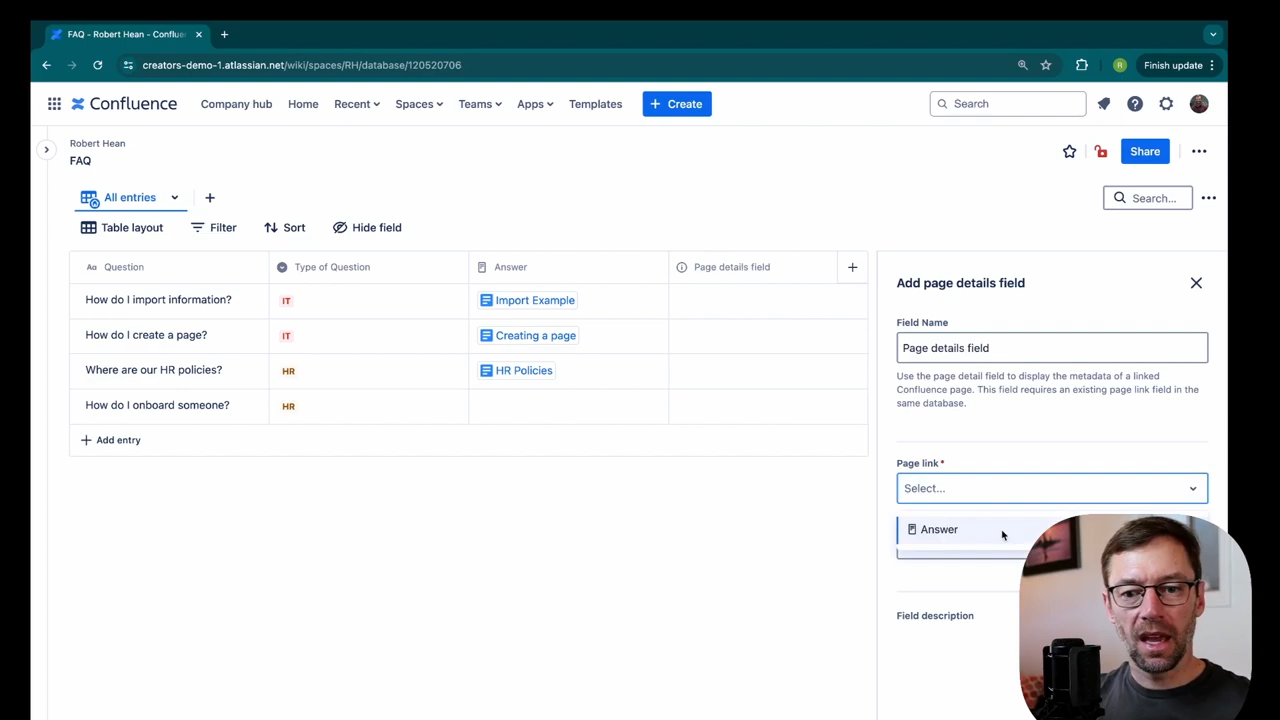 FAQ - Robert Hean - Conflue
creators-demo-1.atlassian.net/wiki/spaces/RH/database/120520706
R
Finish update
Confluence
Company hub
Home
Recent
Spaces
Teams
Apps
Templates
Create
Search
Robert Hean
FAQ
Share
All entries
Search...
Table layout
Filter
Sort
Hide field
Aa Question
Type of Question
Answer
Page details field
How do I import information?
IT
Import Example
How do I create a page?
IT
Creating a page
Where are our HR policies?
HR
HR Policies
How do I onboard someone?
HR
Add entry
Add page details field
Field Name
Page details field
Use the page detail field to display the metadata of a linked
Confluence page. This field requires an existing page link field in the
same database.
Page link *
Select...
Answer
Field description